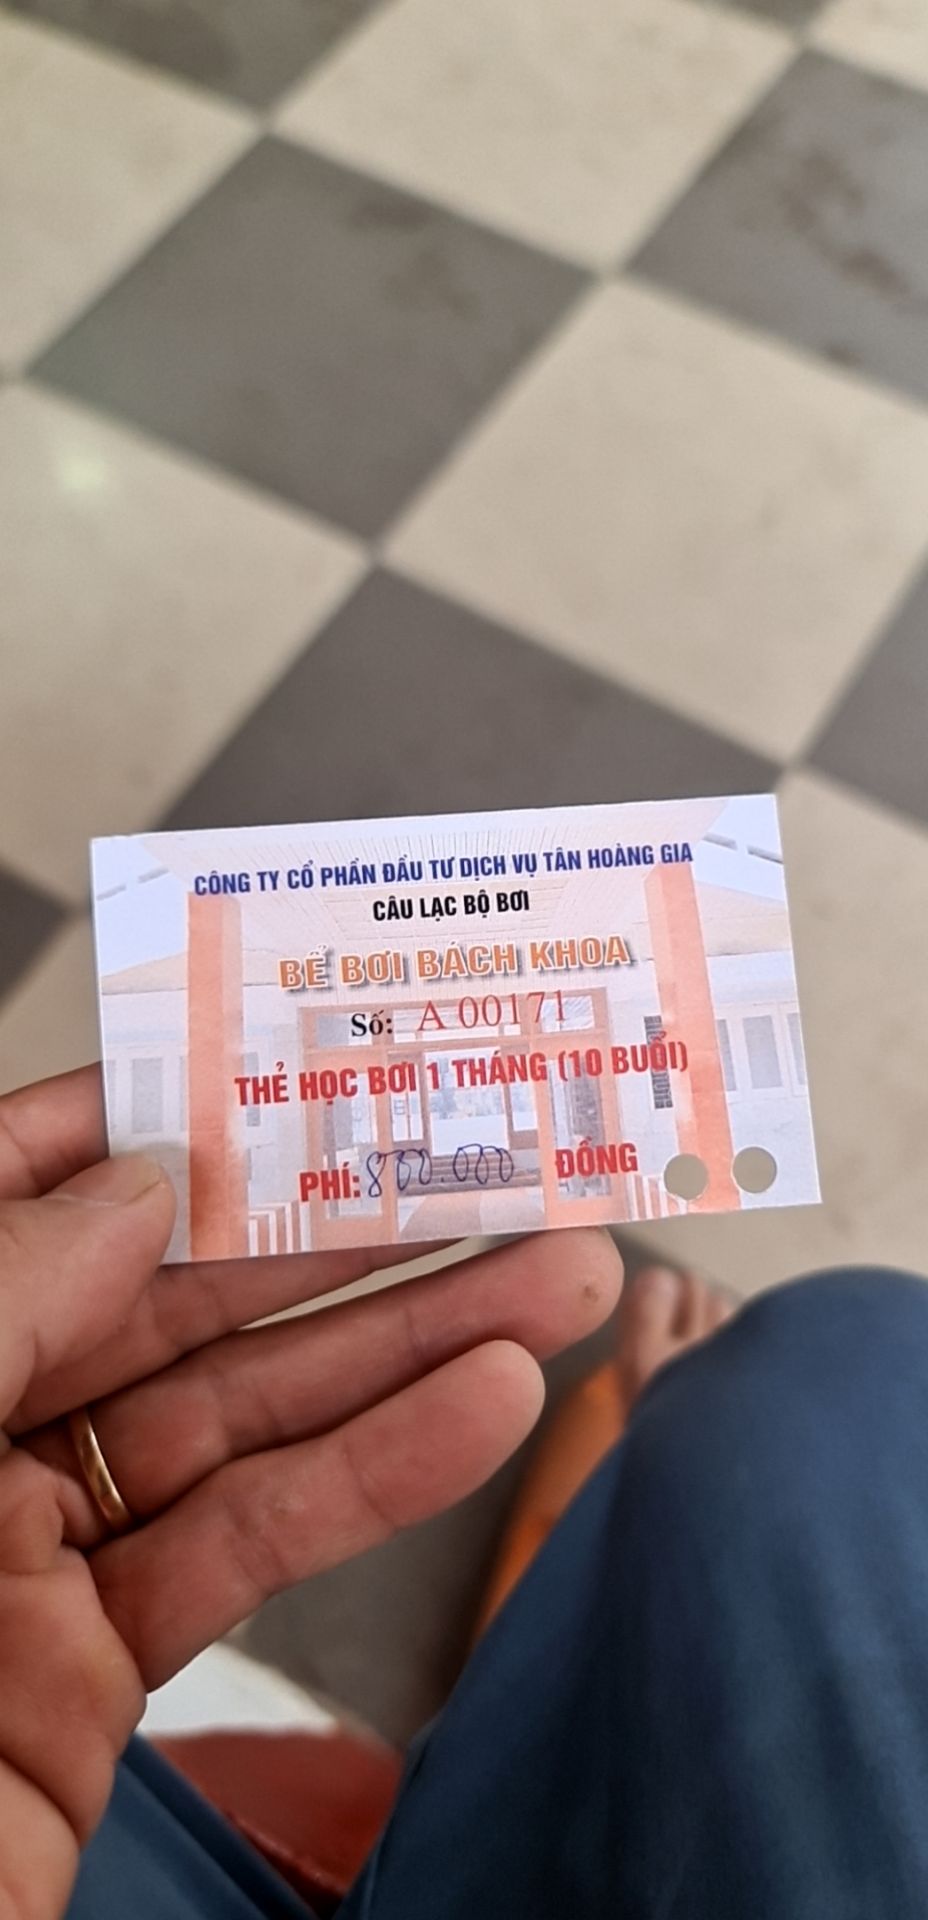 CÔNG TY CỔ PHẦN ĐẦU TƯ DỊCH VỤ TÂN HOÀNG GIA
CÂU LẠC BỘ BƠI
BỂ BƠI BÁCH KHOA
Số: A 00171
THẺ HỌC BƠI 1 THÁNG (10 BUỔI)
PHÍ: 800.000 ĐỒNG